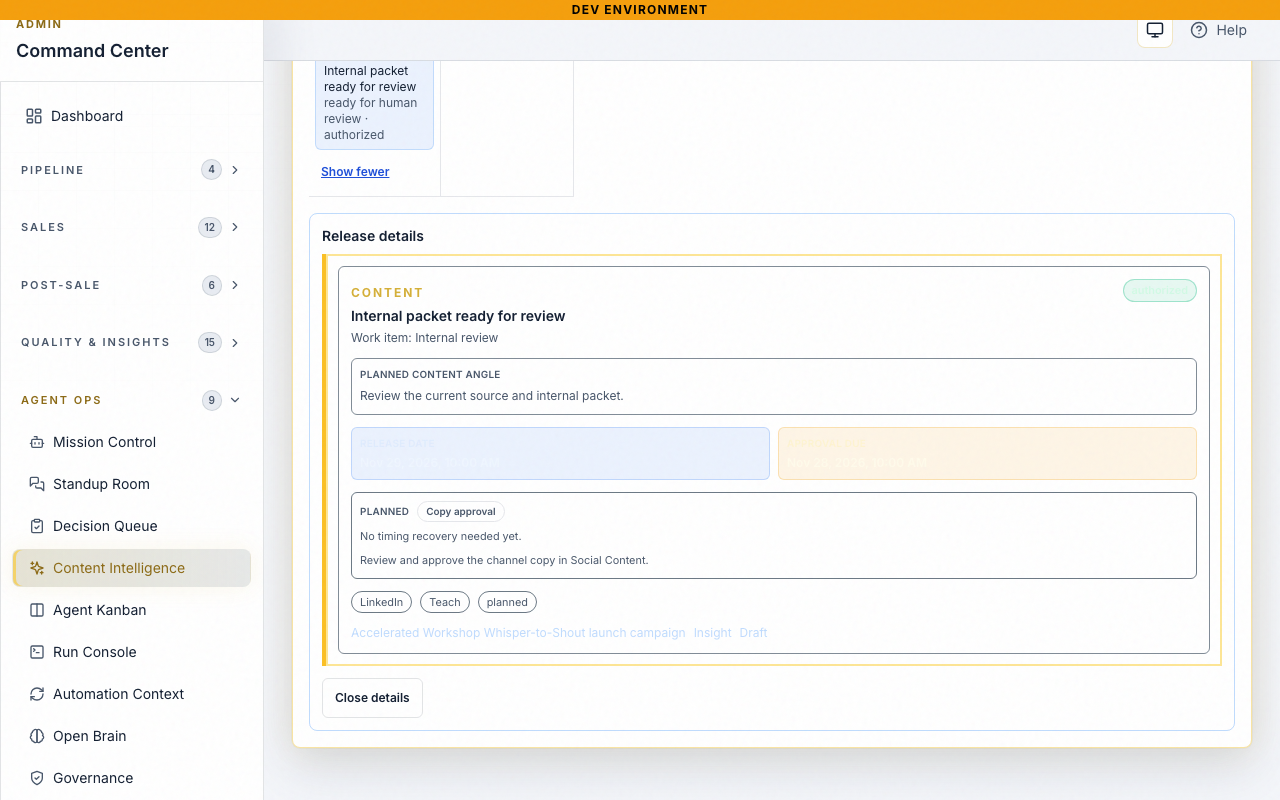 DEV ENVIRONMENT
ADMIN
Command Center
Help
Dashboard
PIPELINE 4
SALES 12
POST-SALE 6
QUALITY & INSIGHTS 15
AGENT OPS 9
Mission Control
Standup Room
Decision Queue
Content Intelligence
Agent Kanban
Run Console
Automation Context
Open Brain
Governance
Internal packet
ready for review
ready for human
review ·
authorized
Show fewer
Release details
CONTENT
authorized
Internal packet ready for review
Work item: Internal review
PLANNED CONTENT ANGLE
Review the current source and internal packet.
RELEASE DATE
PLANNED Copy approval
No timing recovery needed yet.
Review and approve the channel copy in Social Content.
LinkedIn Teach planned
Accelerated Workshop Whisper-to-Shout launch campaign Insight Draft
Close details